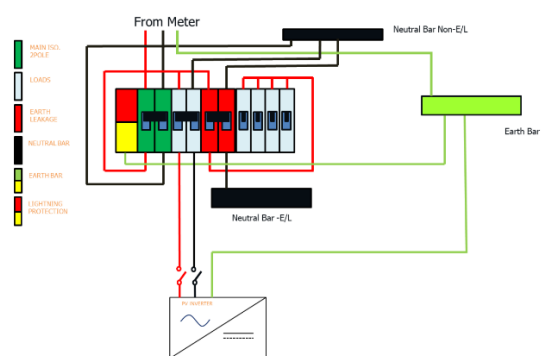 From Meter
Neutral Bar Non-E/L
MAIN ISO.
2POLE
LOADS
EARTH
LEAKAGE
NEUTRAL BAR
EARTH BAR
LIGHTNING
PROTECTION
Earth Bar
Neutral Bar -E/L
PV INVERTER